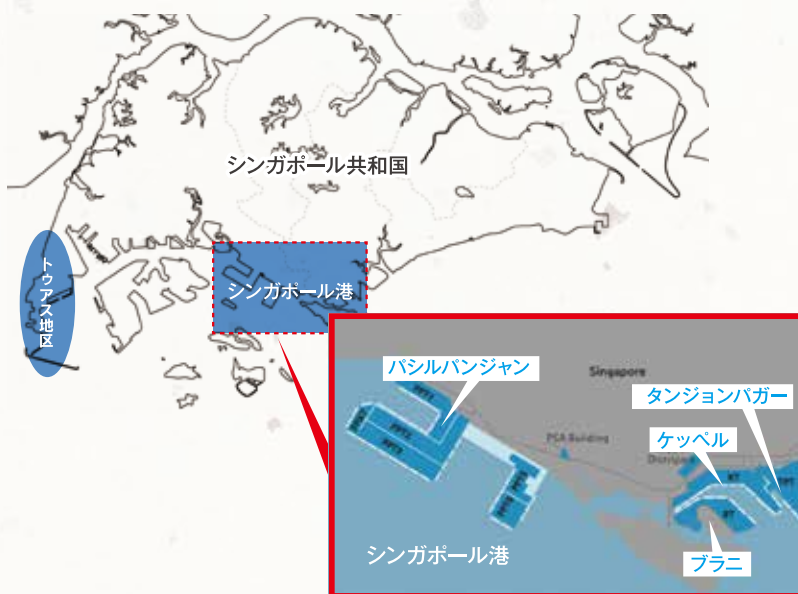 シンガポール共和国
トゥアス地区
シンガポール港
パシルパンジャン
Singapore
タンジョンパガー
ケッペル
PSA Building
ブラニ
シンガポール港